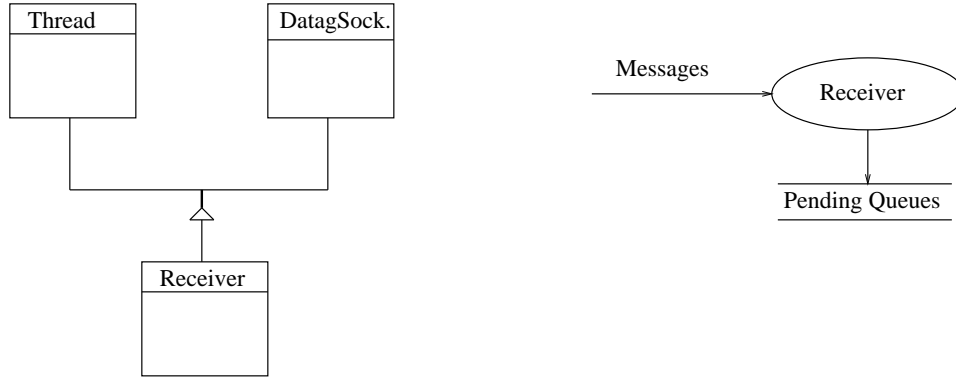 Thread
DatagSock.
Messages
Receiver
Pending Queues
Receiver